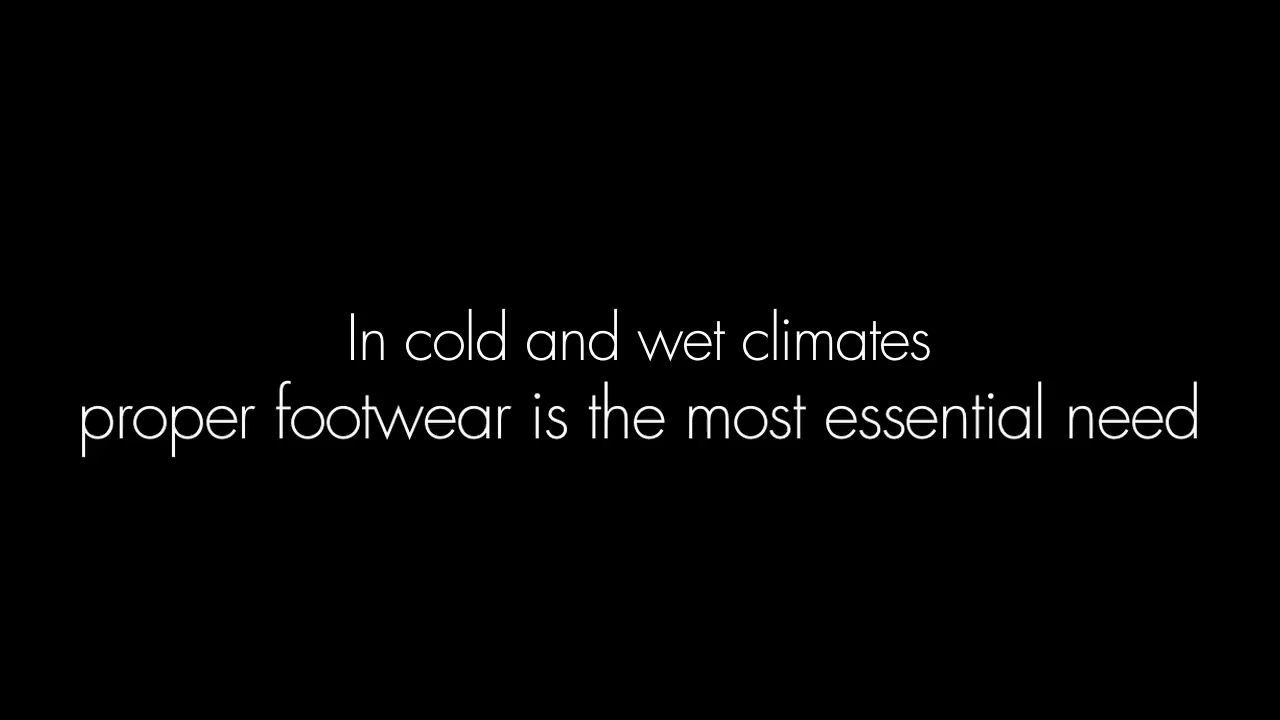 In cold and wet climates
proper footwear is the most essential need